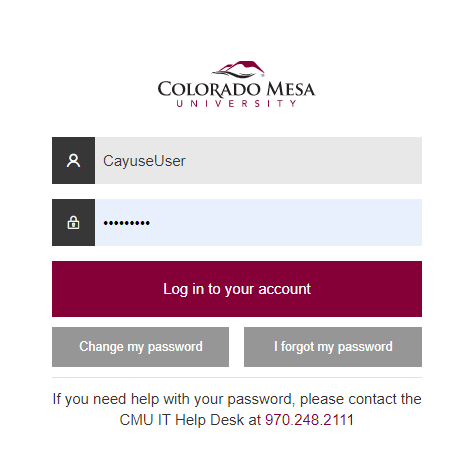 COLORADO MESA
UNIVERSITY
CayuseUser
•••••••••
Log in to your account
Change my password
I forgot my password
If you need help with your password, please contact the
CMU IT Help Desk at 970.248.2111